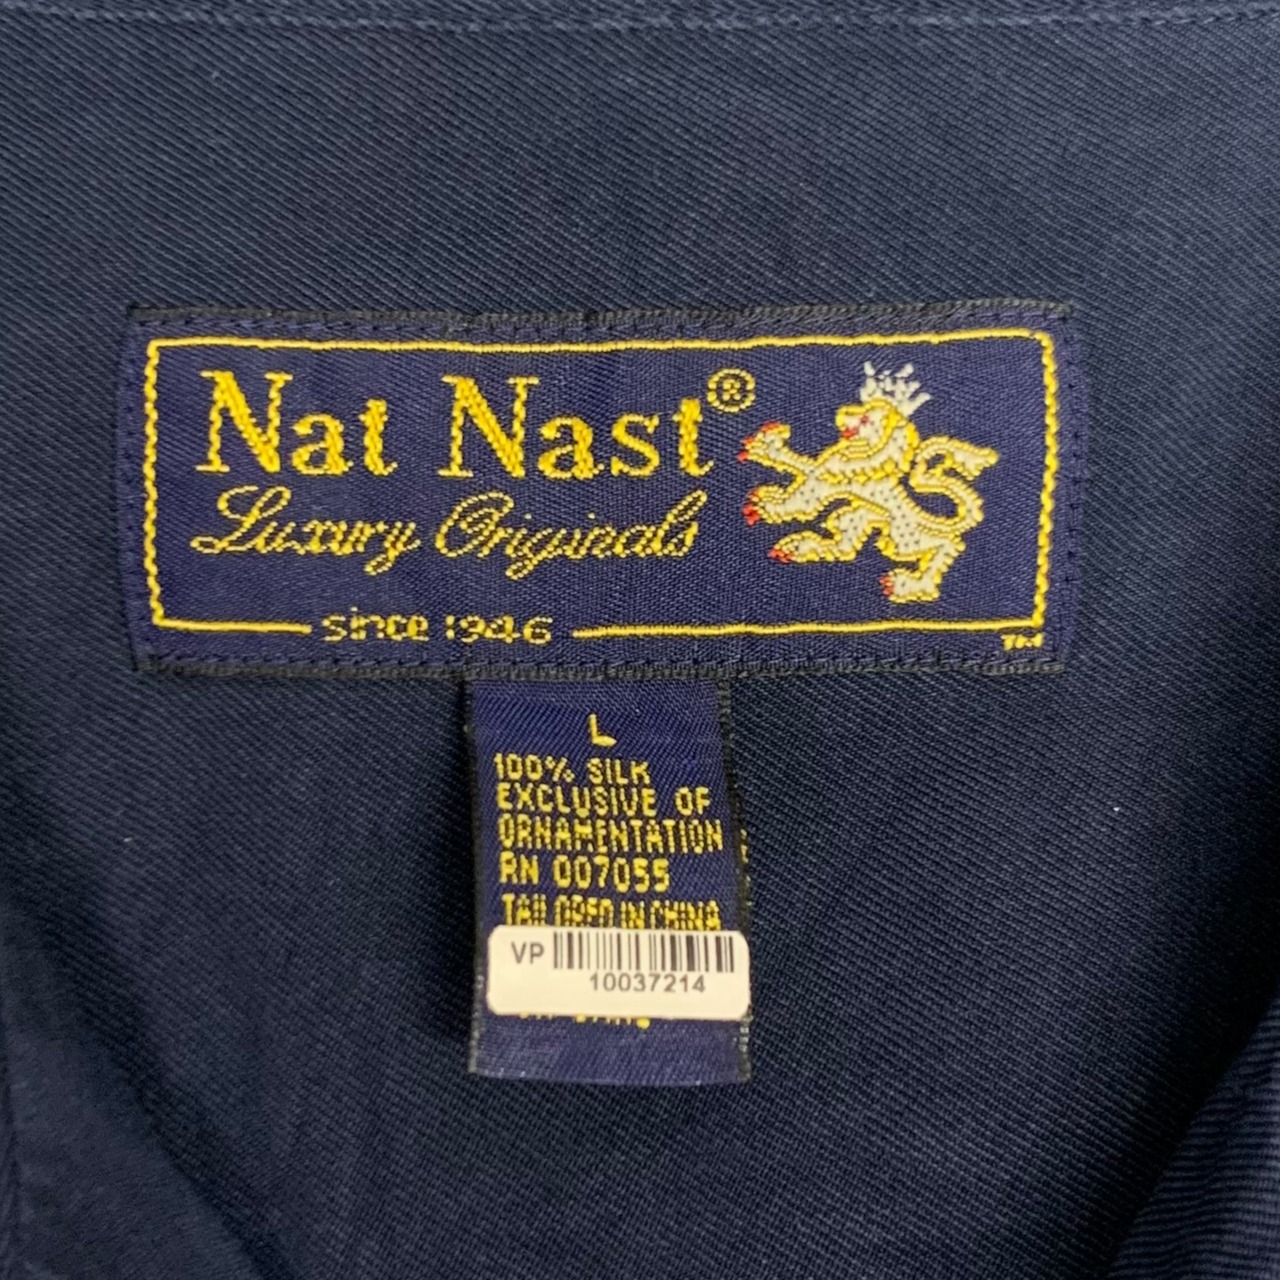 Nat Nast®
Luxury Originals
since 1946
TM
L
100% SILK
EXCLUSIVE OF
ORNAMENTATION
RN 007055
TAILORED IN CHINA
VP
10037214